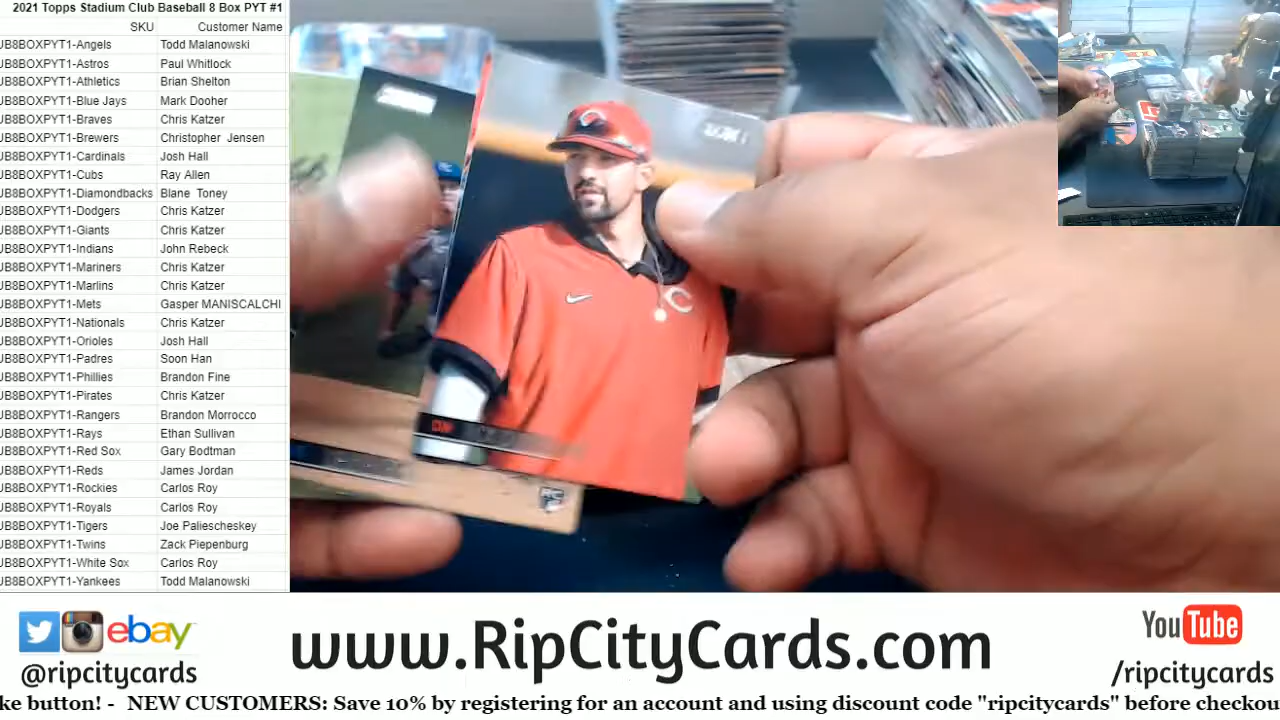 2021 Topps Stadium Club Baseball 8 Box PYT #1
SKU Customer Name
JB8BOXPYT1-Angels Todd Malanowski
JB8BOXPYT1-Astros Paul Whitlock
JB8BOXPYT1-Athletics Brian Shelton
JB8BOXPYT1-Blue Jays Mark Dooher
JB8BOXPYT1-Braves Chris Katzer
JB8BOXPYT1-Brewers Christopher Jensen
JB8BOXPYT1-Cardinals Josh Hall
JB8BOXPYT1-Cubs Ray Allen
JB8BOXPYT1-Diamondbacks Blane Toney
JB8BOXPYT1-Dodgers Chris Katzer
JB8BOXPYT1-Giants Chris Katzer
JB8BOXPYT1-Indians John Rebeck
JB8BOXPYT1-Mariners Chris Katzer
JB8BOXPYT1-Marlins Chris Katzer
JB8BOXPYT1-Mets Gasper MANISCALCHI
JB8BOXPYT1-Nationals Chris Katzer
JB8BOXPYT1-Orioles Josh Hall
JB8BOXPYT1-Padres Soon Han
JB8BOXPYT1-Phillies Brandon Fine
JB8BOXPYT1-Pirates Chris Katzer
JB8BOXPYT1-Rangers Brandon Morrocco
JB8BOXPYT1-Rays Ethan Sullivan
JB8BOXPYT1-Red Sox Gary Bodtman
JB8BOXPYT1-Reds James Jordan
JB8BOXPYT1-Rockies Carlos Roy
JB8BOXPYT1-Royals Carlos Roy
JB8BOXPYT1-Tigers Joe Paliescheskey
JB8BOXPYT1-Twins Zack Piepenburg
JB8BOXPYT1-White Sox Carlos Roy
JB8BOXPYT1-Yankees Todd Malanowski
C
ebay
@ripcitycards
www.RipCityCards.com
YouTube
/ripcitycards
ke button! - NEW CUSTOMERS: Save 10% by registering for an account and using discount code "ripcitycards" before checkou